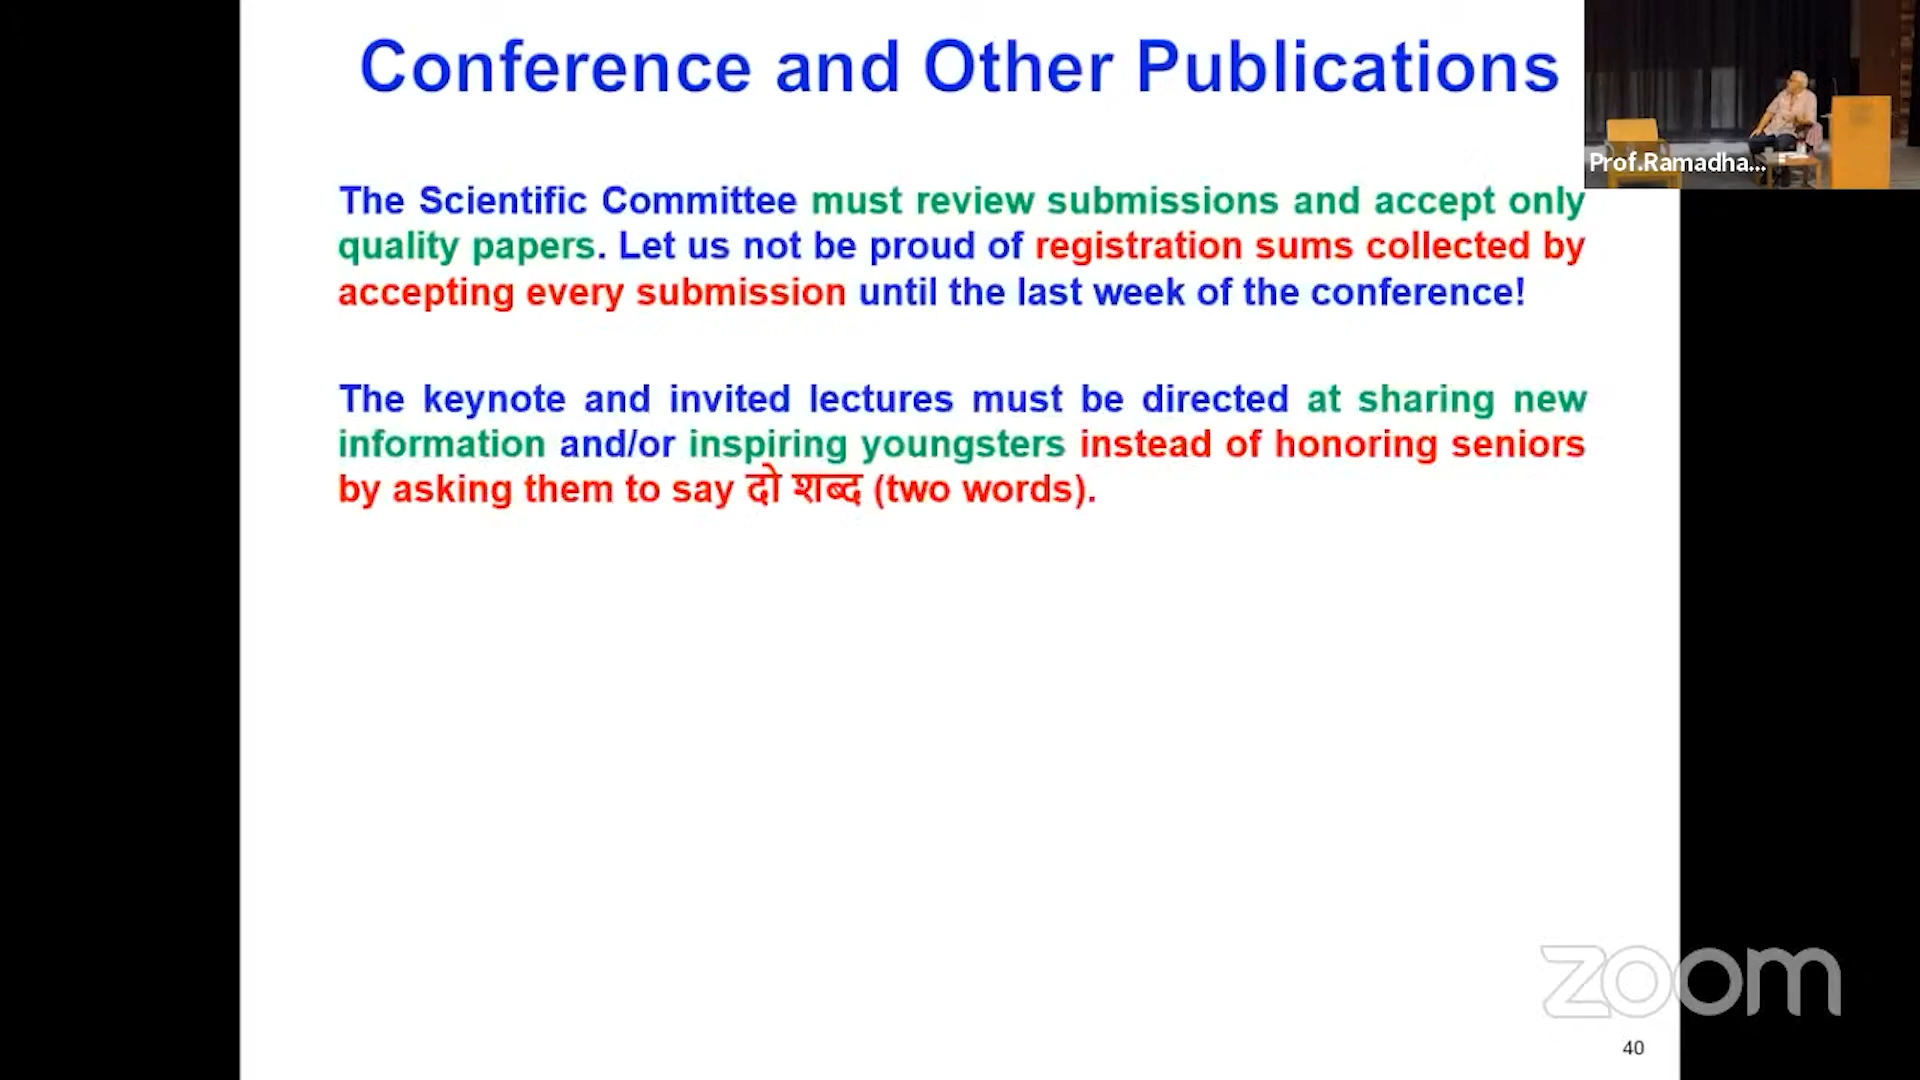 Conference and Other Publications
Prof.Ramadha...
The Scientific Committee must review submissions and accept only
quality papers. Let us not be proud of registration sums collected by
accepting every submission until the last week of the conference!
The keynote and invited lectures must be directed at sharing new
information and/or inspiring youngsters instead of honoring seniors
by asking them to say दो शब्द (two words).
zoom
40